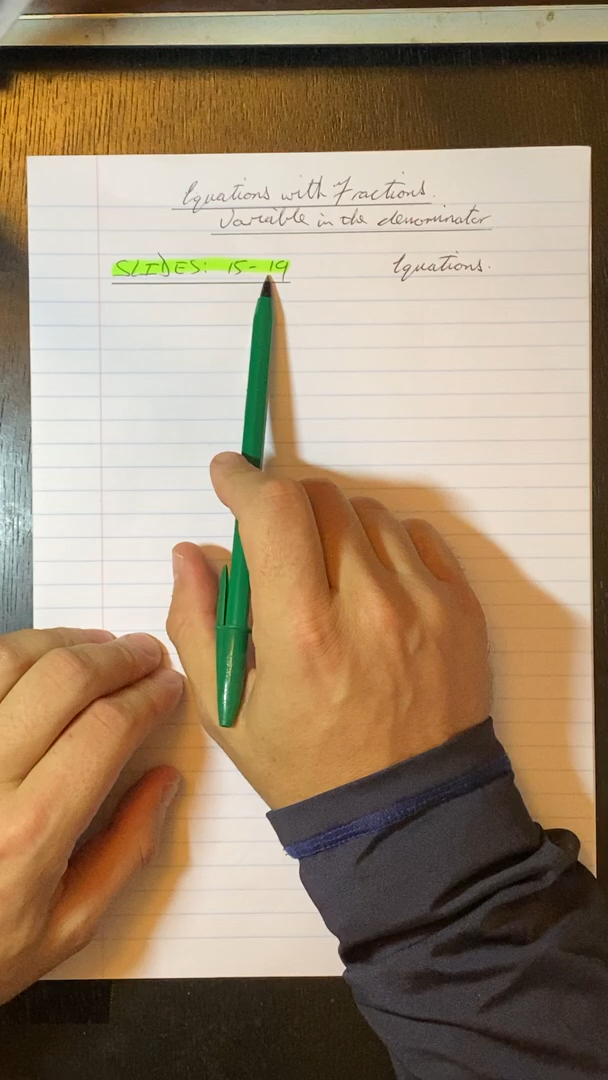 Equations with Fractions.
Variable in the denominator
SLIDES: 15-19
Equations.